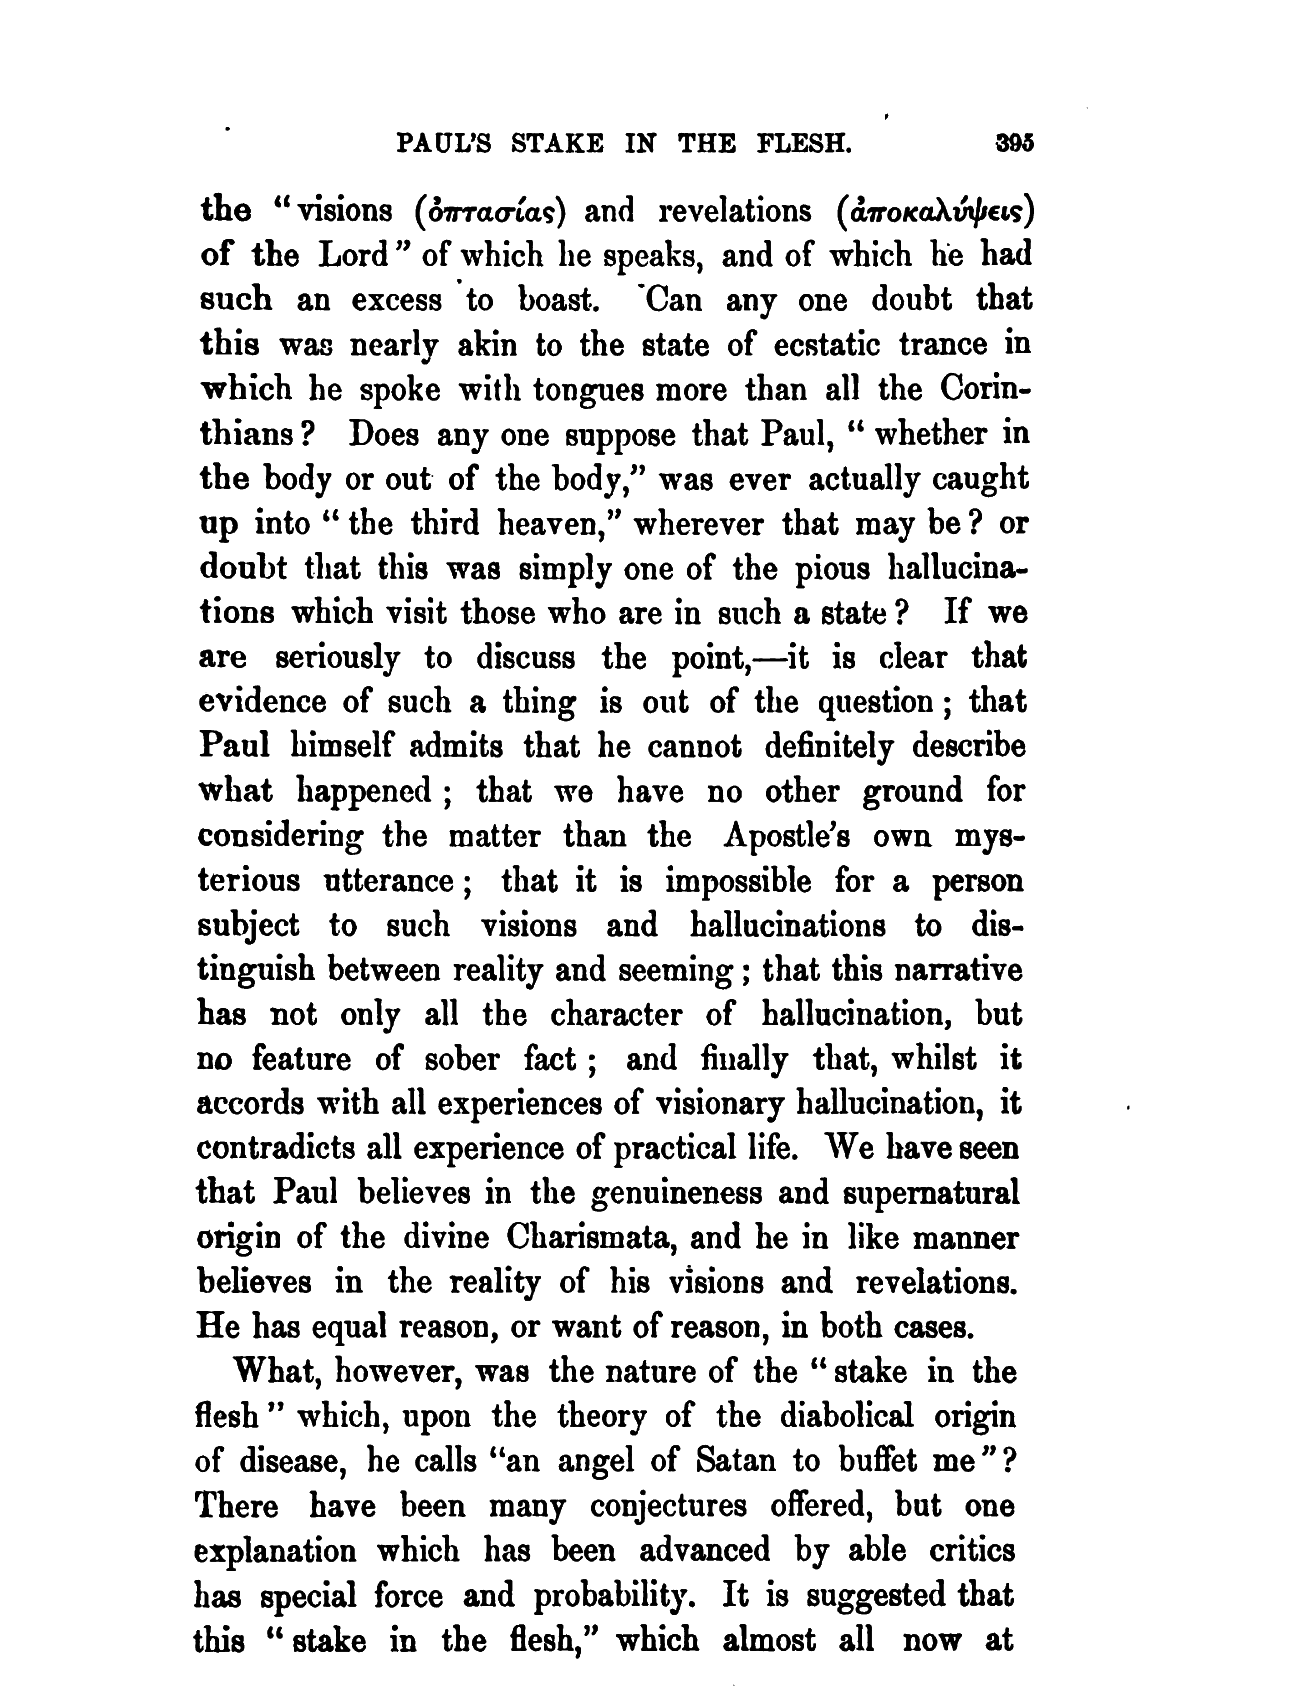 PAUL'S STAKE IN THE FLESH. 395
the "visions (ὀπτασίας) and revelations (ἀποκαλύψεις)
of the Lord" of which he speaks, and of which he had
such an excess to boast. Can any one doubt that
this was nearly akin to the state of ecstatic trance in
which he spoke with tongues more than all the Corin-
thians? Does any one suppose that Paul, "whether in
the body or out of the body," was ever actually caught
up into "the third heaven," wherever that may be? or
doubt that this was simply one of the pious hallucina-
tions which visit those who are in such a state? If we
are seriously to discuss the point,—it is clear that
evidence of such a thing is out of the question; that
Paul himself admits that he cannot definitely describe
what happened; that we have no other ground for
considering the matter than the Apostle's own mys-
terious utterance; that it is impossible for a person
subject to such visions and hallucinations to dis-
tinguish between reality and seeming; that this narrative
has not only all the character of hallucination, but
no feature of sober fact; and finally that, whilst it
accords with all experiences of visionary hallucination, it
contradicts all experience of practical life. We have seen
that Paul believes in the genuineness and supernatural
origin of the divine Charismata, and he in like manner
believes in the reality of his visions and revelations.
He has equal reason, or want of reason, in both cases.
What, however, was the nature of the "stake in the
flesh" which, upon the theory of the diabolical origin
of disease, he calls "an angel of Satan to buffet me"?
There have been many conjectures offered, but one
explanation which has been advanced by able critics
has special force and probability. It is suggested that
this "stake in the flesh," which almost all now at